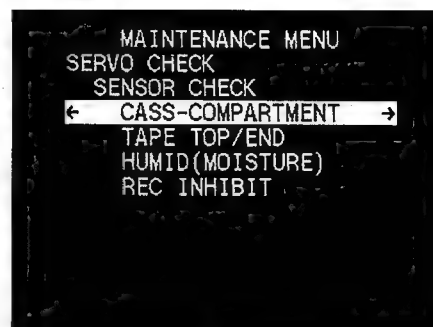 MAINTENANCE MENU
SERVO CHECK
SENSOR CHECK
← CASS-COMPARTMENT →
TAPE TOP/END
HUMID(MOISTURE)
REC INHIBIT